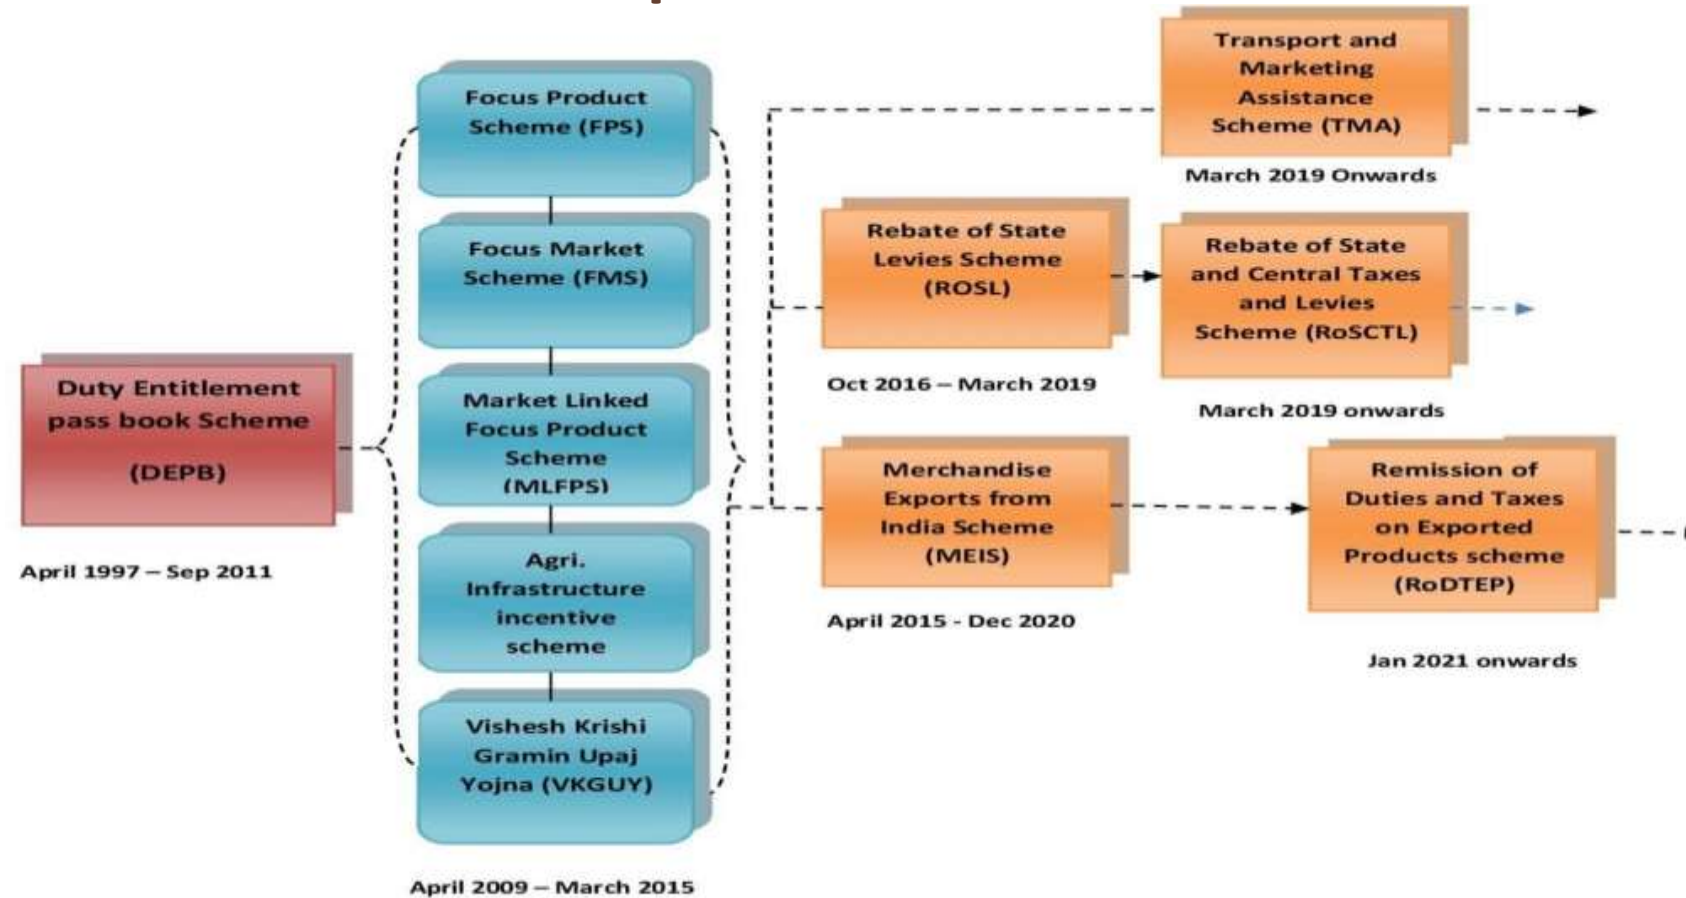 Duty Entitlement
pass book Scheme
(DEPB)
April 1997 – Sep 2011
Focus Product
Scheme (FPS)
Focus Market
Scheme (FMS)
Market Linked
Focus Product
Scheme
(MLFPS)
Agri.
Infrastructure
incentive
scheme
Vishesh Krishi
Gramin Upaj
Yojna (VKGUY)
April 2009 – March 2015
Transport and
Marketing
Assistance
Scheme (TMA)
March 2019 Onwards
Rebate of State
Levies Scheme
(ROSL)
Oct 2016 – March 2019
Rebate of State
and Central Taxes
and Levies
Scheme (RoSCTL)
March 2019 onwards
Merchandise
Exports from
India Scheme
(MEIS)
April 2015 - Dec 2020
Remission of
Duties and Taxes
on Exported
Products scheme
(RoDTEP)
Jan 2021 onwards